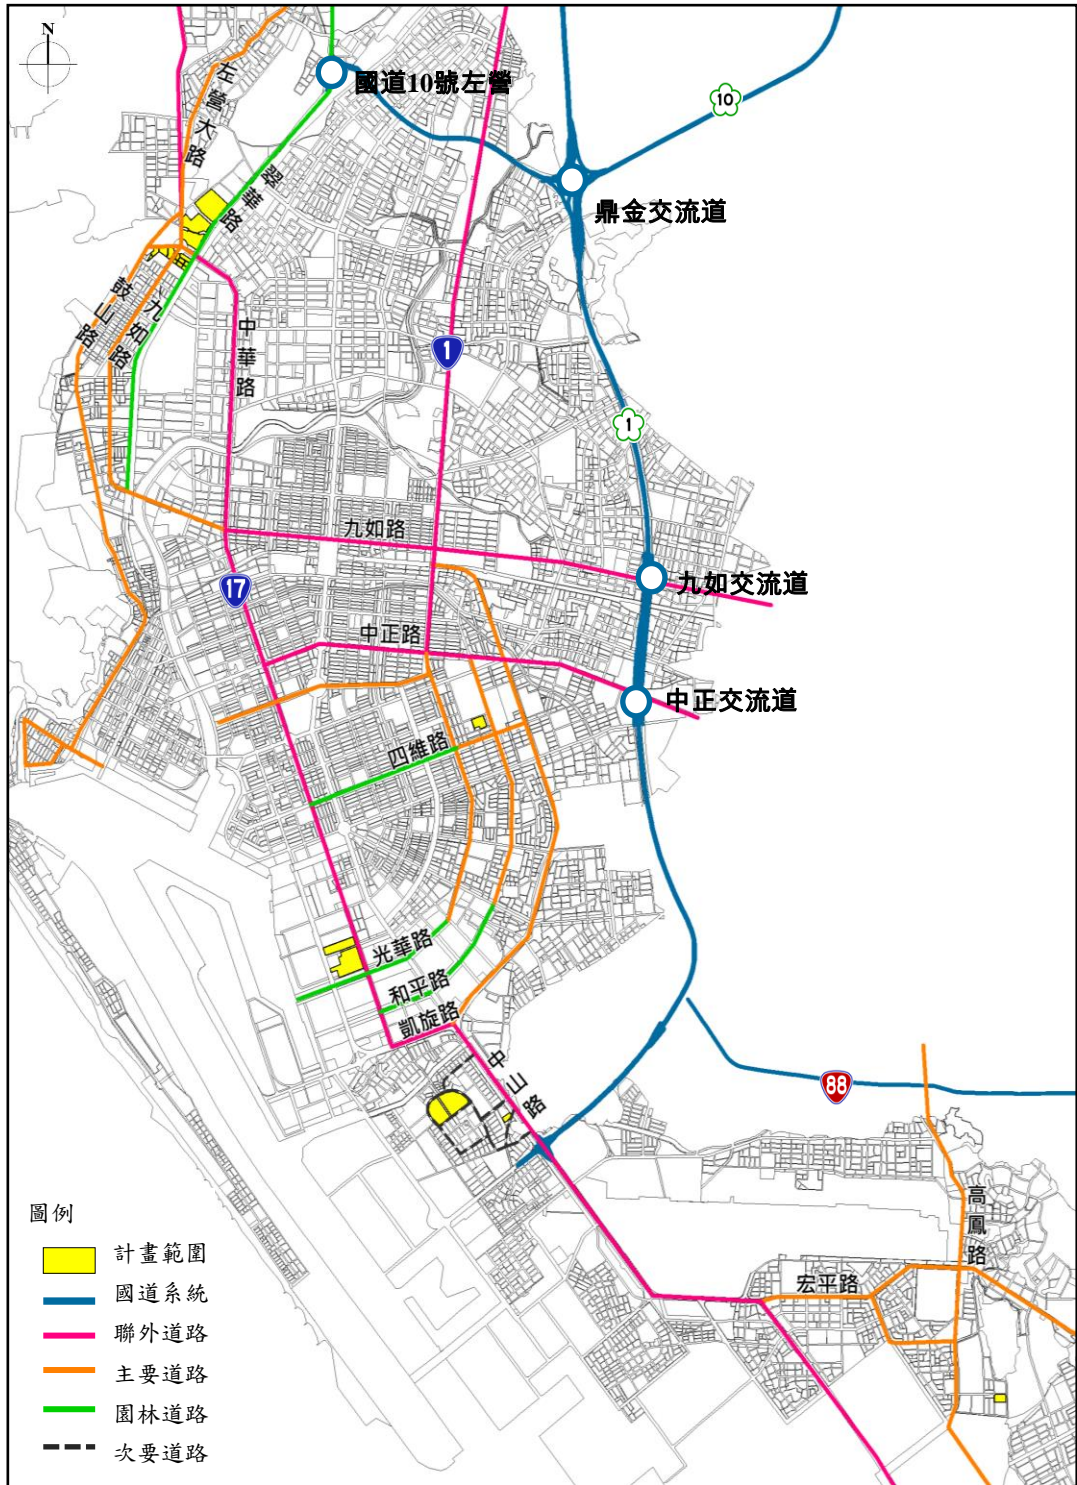 N
國道10號左營
左營大路
10
翠華路
鼎金交流道
鼓山路
九如路
中華路
1
1
九如路
17
九如交流道
中正路
中正交流道
四維路
光華路
和平路
凱旋路
中山路
88
高鳳路
宏平路
圖例
計畫範圍
國道系統
聯外道路
主要道路
園林道路
次要道路